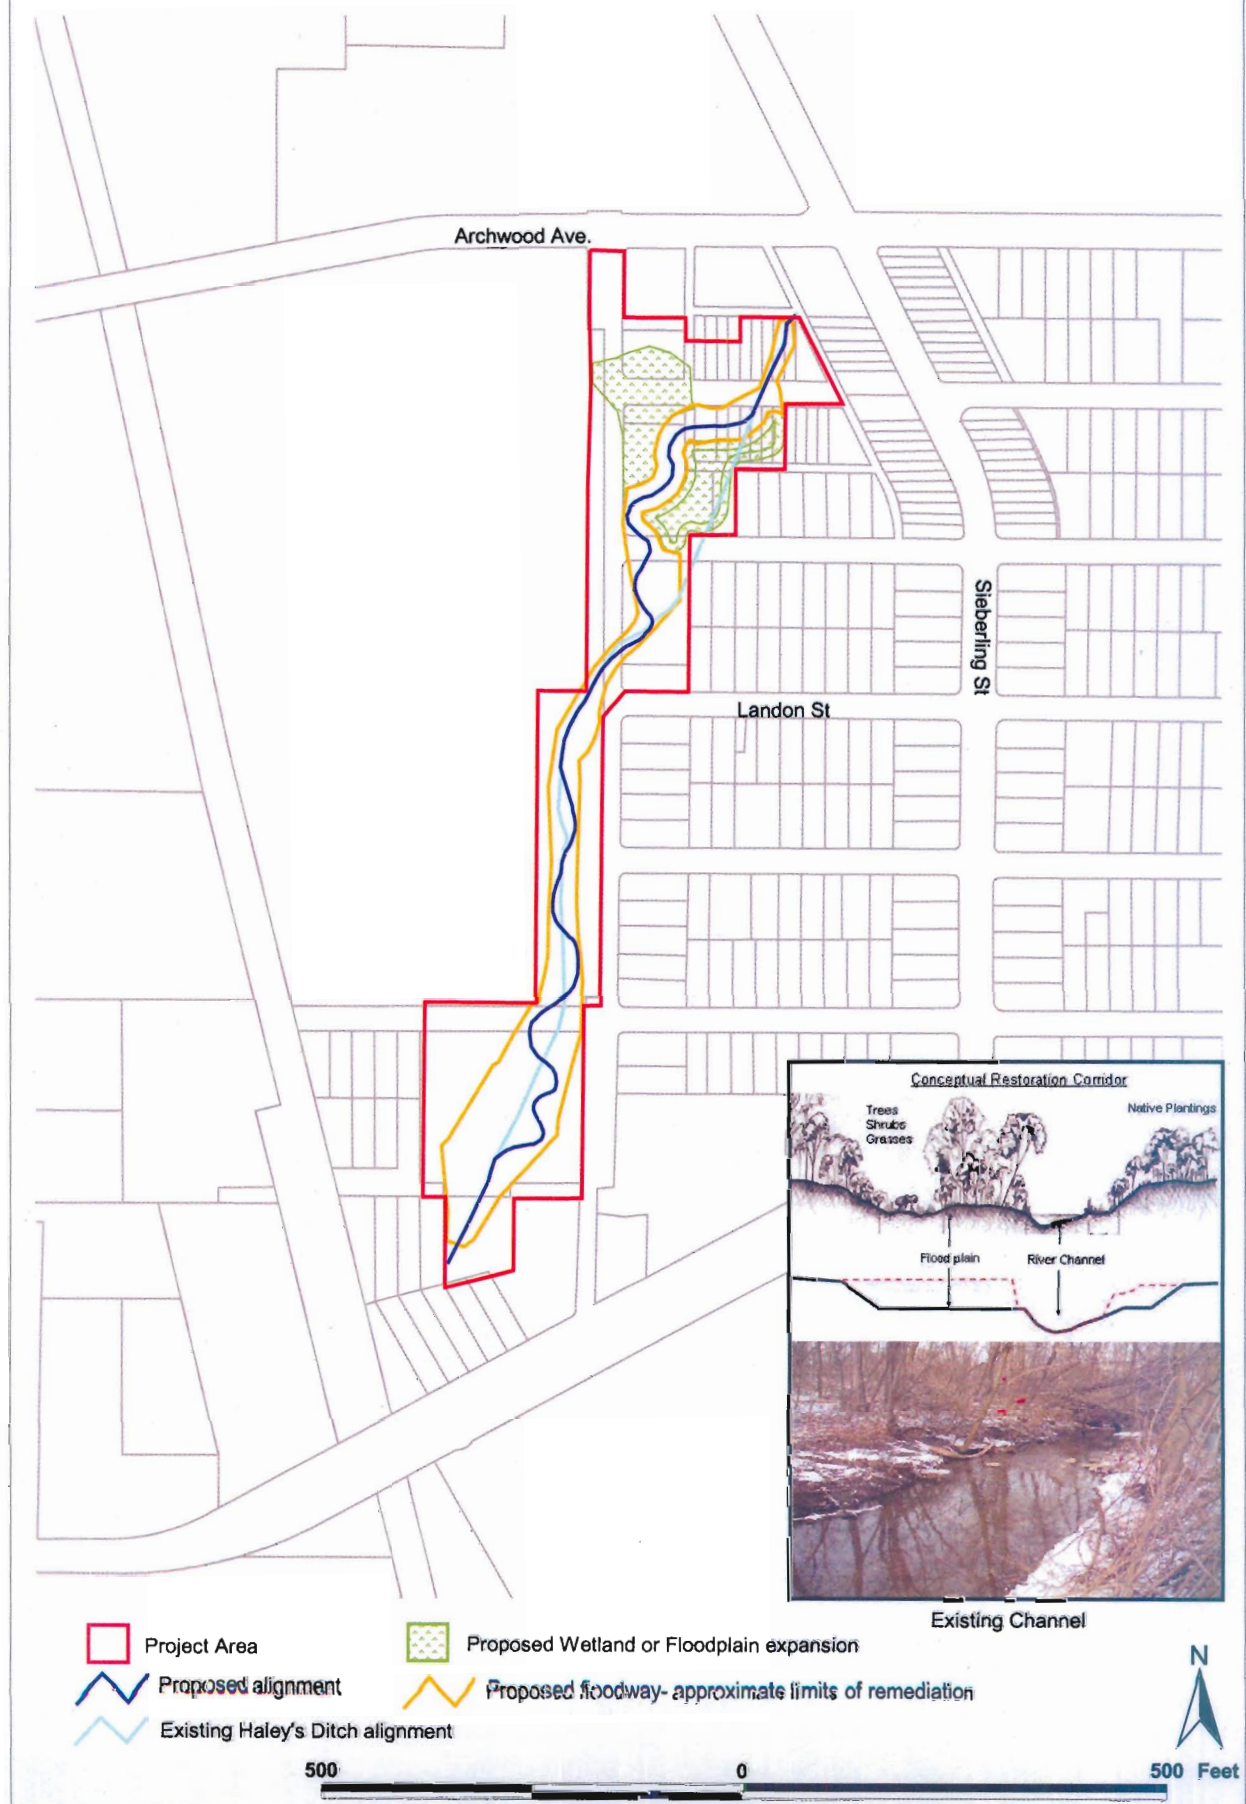 Archwood Ave.
Sieberling St
Landon St
Conceptual Restoration Corridor
Trees
Shrubs
Grasses
Native Plantings
Flood plain
River Channel
Existing Channel
Project Area
Proposed Wetland or Floodplain expansion
Proposed alignment
Proposed floodway- approximate limits of remediation
Existing Haley's Ditch alignment
N
500 0 500 Feet